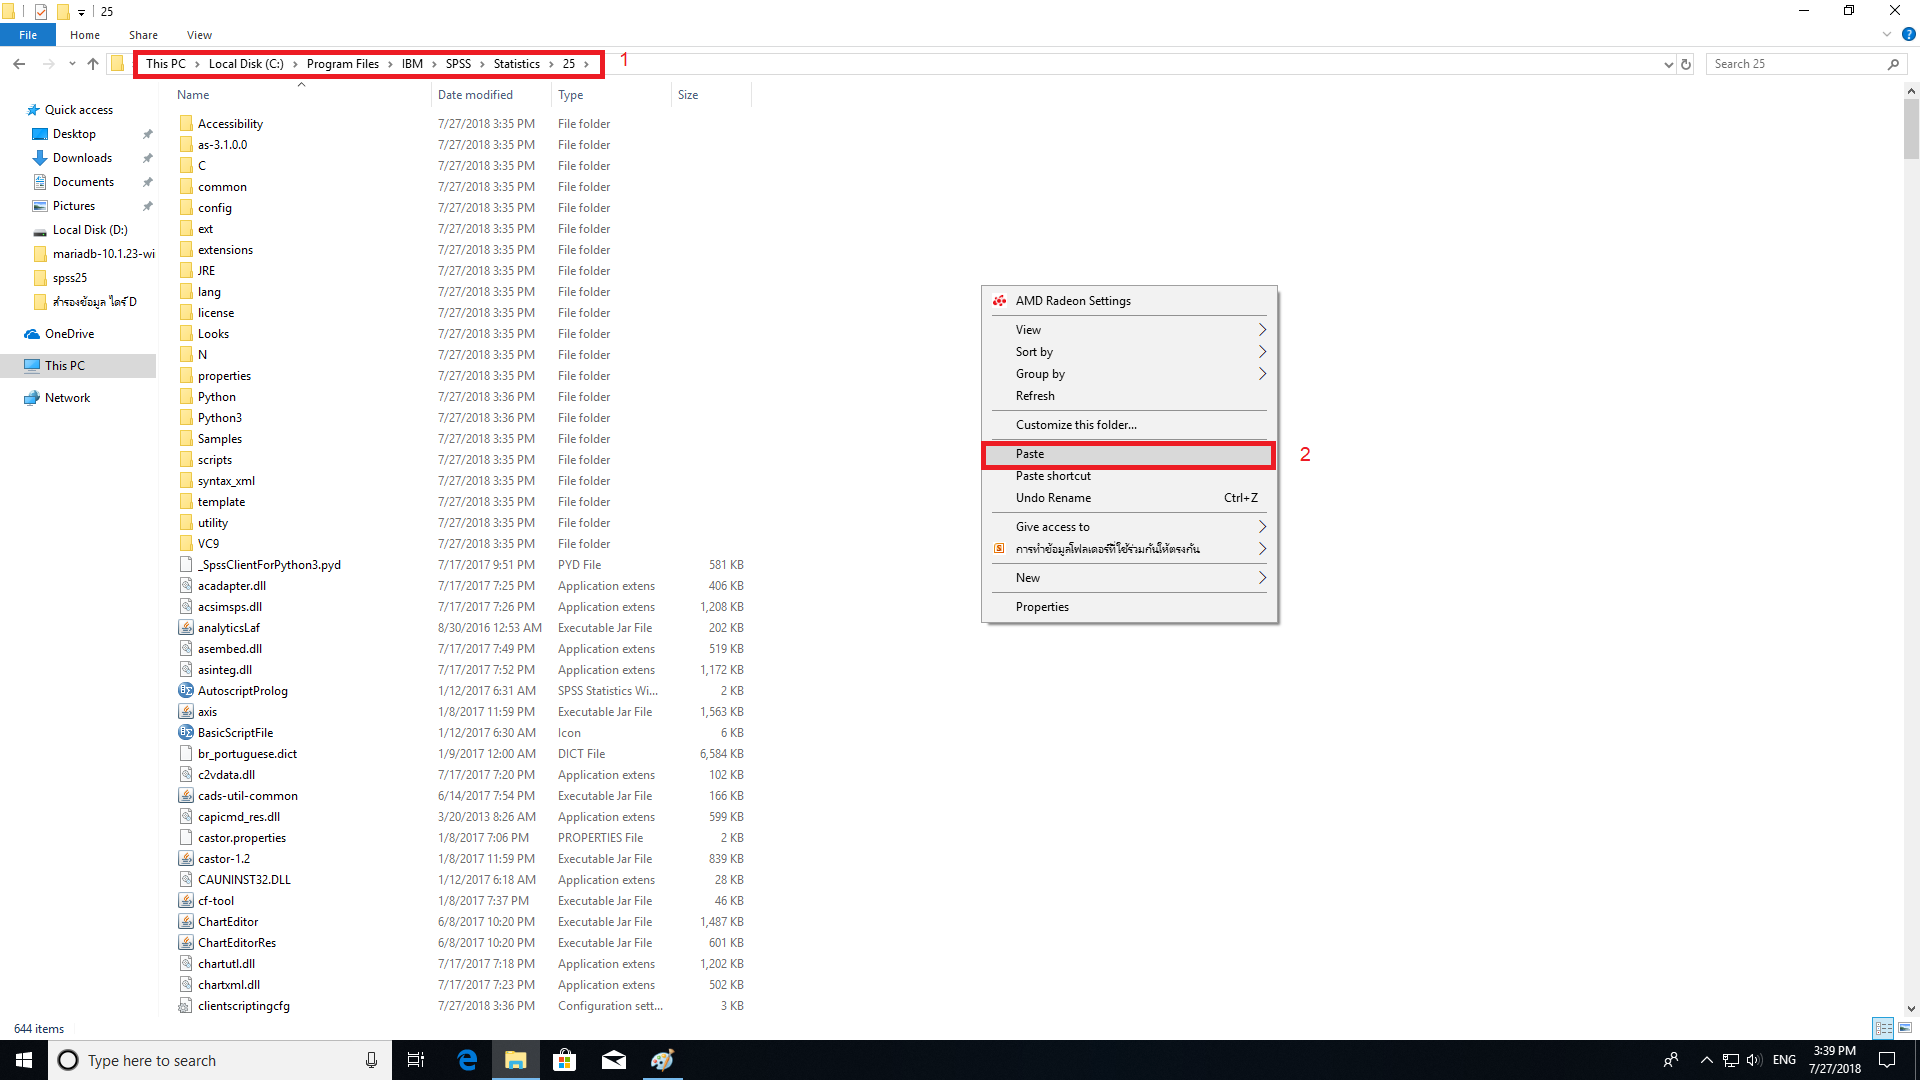 25
File Home Share View
This PC Local Disk (C:) Program Files IBM SPSS Statistics 25 1 Search 25
Name Date modified Type Size
Quick access
Desktop
Downloads
Documents
Pictures
Local Disk (D:)
mariadb-10.1.23-wi
spss25
สำรองข้อมูล ไดร์ D
OneDrive
This PC
Network
Accessibility 7/27/2018 3:35 PM File folder
as-3.1.0.0 7/27/2018 3:35 PM File folder
C 7/27/2018 3:35 PM File folder
common 7/27/2018 3:35 PM File folder
config 7/27/2018 3:35 PM File folder
ext 7/27/2018 3:35 PM File folder
extensions 7/27/2018 3:35 PM File folder
JRE 7/27/2018 3:35 PM File folder
lang 7/27/2018 3:35 PM File folder
license 7/27/2018 3:35 PM File folder
Looks 7/27/2018 3:35 PM File folder
N 7/27/2018 3:35 PM File folder
properties 7/27/2018 3:35 PM File folder
Python 7/27/2018 3:36 PM File folder
Python3 7/27/2018 3:36 PM File folder
Samples 7/27/2018 3:35 PM File folder
scripts 7/27/2018 3:35 PM File folder
syntax_xml 7/27/2018 3:35 PM File folder
template 7/27/2018 3:35 PM File folder
utility 7/27/2018 3:35 PM File folder
VC9 7/27/2018 3:35 PM File folder
_SpssClientForPython3.pyd 7/17/2017 9:51 PM PYD File 581 KB
acadapter.dll 7/17/2017 7:25 PM Application extens 406 KB
acsimsps.dll 7/17/2017 7:26 PM Application extens 1,208 KB
analyticsLaf 8/30/2016 12:53 AM Executable Jar File 202 KB
asembed.dll 7/17/2017 7:49 PM Application extens 519 KB
asinteg.dll 7/17/2017 7:52 PM Application extens 1,172 KB
AutoscriptProlog 1/12/2017 6:31 AM SPSS Statistics Wi... 2 KB
axis 1/8/2017 11:59 PM Executable Jar File 1,563 KB
BasicScriptFile 1/12/2017 6:30 AM Icon 6 KB
br_portuguese.dict 1/9/2017 12:00 AM DICT File 6,584 KB
c2vdata.dll 7/17/2017 7:20 PM Application extens 102 KB
cads-util-common 6/14/2017 7:54 PM Executable Jar File 166 KB
capicmd_res.dll 3/20/2013 8:26 AM Application extens 599 KB
castor.properties 1/8/2017 7:06 PM PROPERTIES File 2 KB
castor-1.2 1/8/2017 11:59 PM Executable Jar File 839 KB
CAUNINST32.DLL 1/12/2017 6:18 AM Application extens 28 KB
cf-tool 1/8/2017 7:37 PM Executable Jar File 46 KB
ChartEditor 6/8/2017 10:20 PM Executable Jar File 1,487 KB
ChartEditorRes 6/8/2017 10:20 PM Executable Jar File 601 KB
chartutl.dll 7/17/2017 7:18 PM Application extens 1,202 KB
chartxml.dll 7/17/2017 7:23 PM Application extens 502 KB
clientscriptingcfg 7/27/2018 3:36 PM Configuration sett... 3 KB
AMD Radeon Settings
View
Sort by
Group by
Refresh
Customize this folder...
Paste 2
Paste shortcut
Undo Rename Ctrl+Z
Give access to
การทำข้อมูลโฟลเดอร์ที่ใช้ร่วมกันให้ตรงกัน
New
Properties
644 items
Type here to search
ENG
3:39 PM
7/27/2018